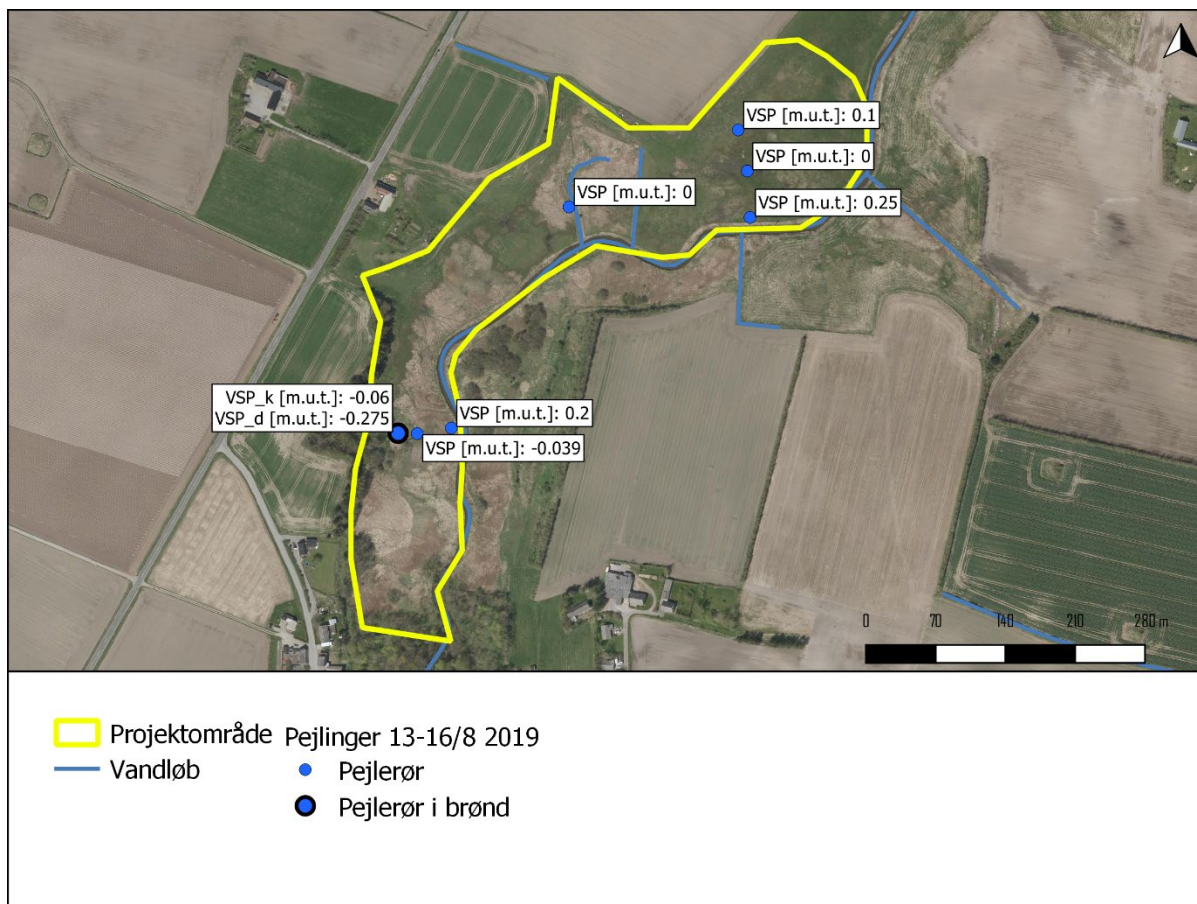 VSP [m.u.t.]: 0.1
VSP [m.u.t.]: 0
VSP [m.u.t.]: 0
VSP [m.u.t.]: 0.25
VSP_k [m.u.t.]: -0.06
VSP_d [m.u.t.]: -0.275
VSP [m.u.t.]: 0.2
VSP [m.u.t.]: -0.039
0 70 140 210 280 m
Projektområde
Vandløb
Pejlinger 13-16/8 2019
Pejlerør
Pejlerør i brønd